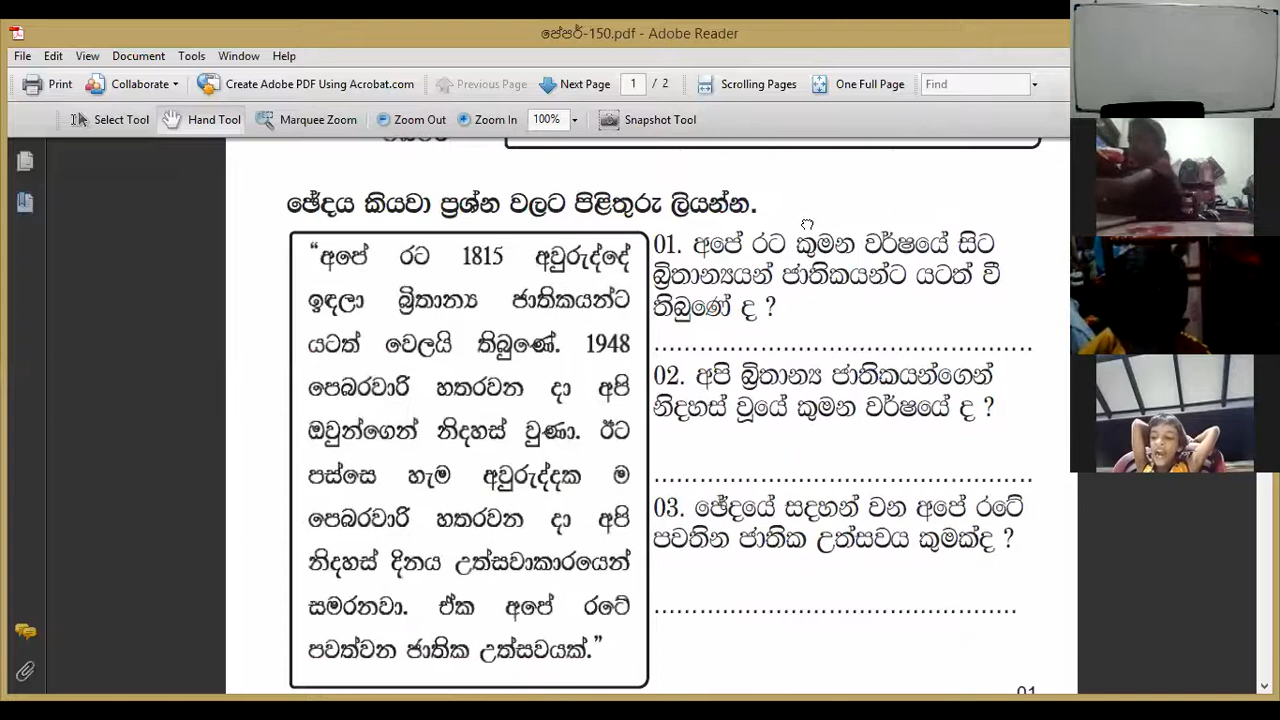 පේපර්-150.pdf - Adobe Reader
File Edit View Document Tools Window Help
Print Collaborate Create Adobe PDF Using Acrobat.com Previous Page Next Page 1 / 2 Scrolling Pages One Full Page Find
Select Tool Hand Tool Marquee Zoom Zoom Out Zoom In 100% Snapshot Tool
ඡේදය කියවා ප්‍රශ්න වලට පිළිතුරු ලියන්න.
“අපේ රට 1815 අවුරුද්දේ
ඉඳලා බ්‍රිතාන්‍ය ජාතිකයන්ට
යටත් වෙලයි තිබුණේ. 1948
පෙබරවාරි හතරවන දා අපි
ඔවුන්ගෙන් නිදහස් වුණා. ඊට
පස්සෙ හැම අවුරුද්දක ම
පෙබරවාරි හතරවන දා අපි
නිදහස් දිනය උත්සවාකාරයෙන්
සමරනවා. ඒක අපේ රටේ
පවත්වන ජාතික උත්සවයක්.”
01. අපේ රට කුමන වර්ෂයේ සිට
බ්‍රිතාන්‍යයන් ජාතිකයන්ට යටත් වී
තිබුණේ ද ?
......................................................
02. අපි බ්‍රිතාන්‍ය ජාතිකයන්ගෙන්
නිදහස් වූයේ කුමන වර්ෂයේ ද ?
......................................................
03. ඡේදයේ සදහන් වන අපේ රටේ
පවතින ජාතික උත්සවය කුමක්ද ?
...................................................